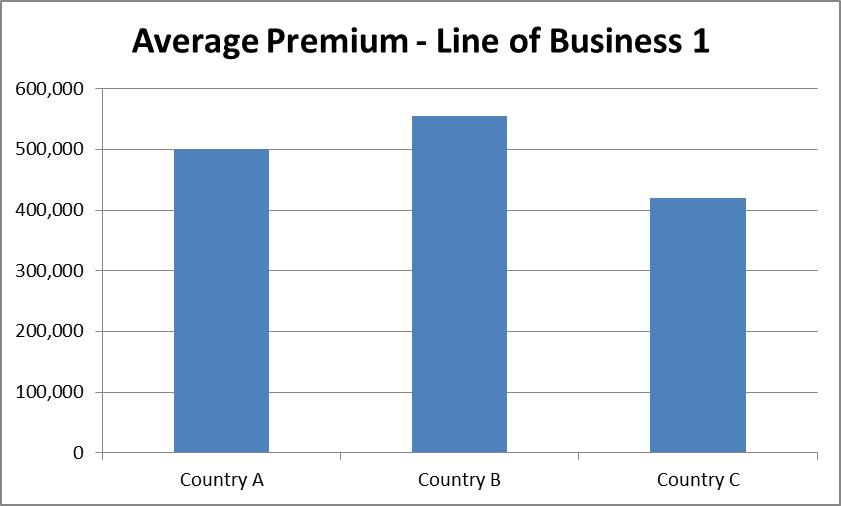 Average Premium - Line of Business 1
600,000
500,000
400,000
300,000
200,000
100,000
0
Country A
Country B
Country C